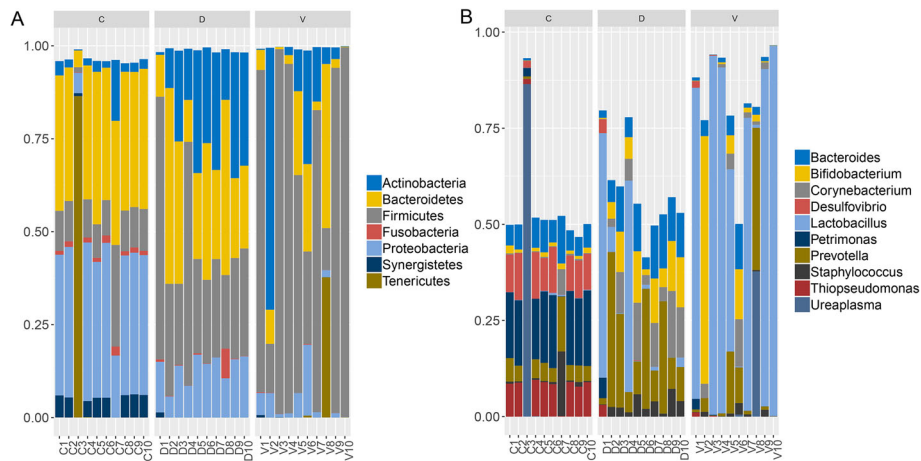 A
C
D
V
1.00
0.75
0.50
0.25
0.00
C1
C2
C3
C4
C5
C6
C7
C8
C9
C10
D1
D2
D3
D4
D5
D6
D7
D8
D9
D10
V1
V2
V3
V4
V5
V6
V7
V8
V9
V10
Actinobacteria
Bacteroidetes
Firmicutes
Fusobacteria
Proteobacteria
Synergistetes
Tenericutes
B
C
D
V
1.00
0.75
0.50
0.25
0.00
C1
C2
C3
C4
C5
C6
C7
C8
C9
C10
D1
D2
D3
D4
D5
D6
D7
D8
D9
D10
V1
V2
V3
V4
V5
V6
V7
V8
V9
V10
Bacteroides
Bifidobacterium
Corynebacterium
Desulfovibrio
Lactobacillus
Petrimonas
Prevotella
Staphylococcus
Thiopseudomonas
Ureaplasma